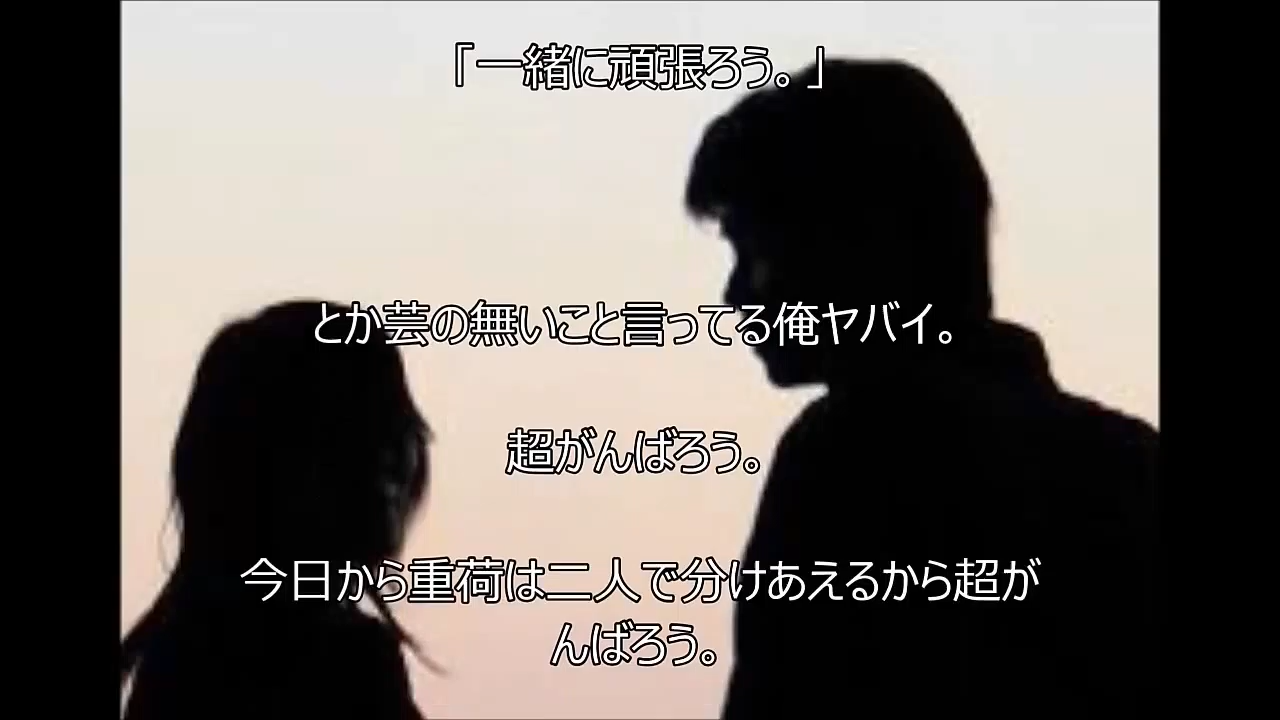 「一緒に頑張ろう。」
とか芸の無いこと言ってる俺ヤバイ。
超がんばろう。
今日から重荷は二人で分けあえるから超が
んばろう。